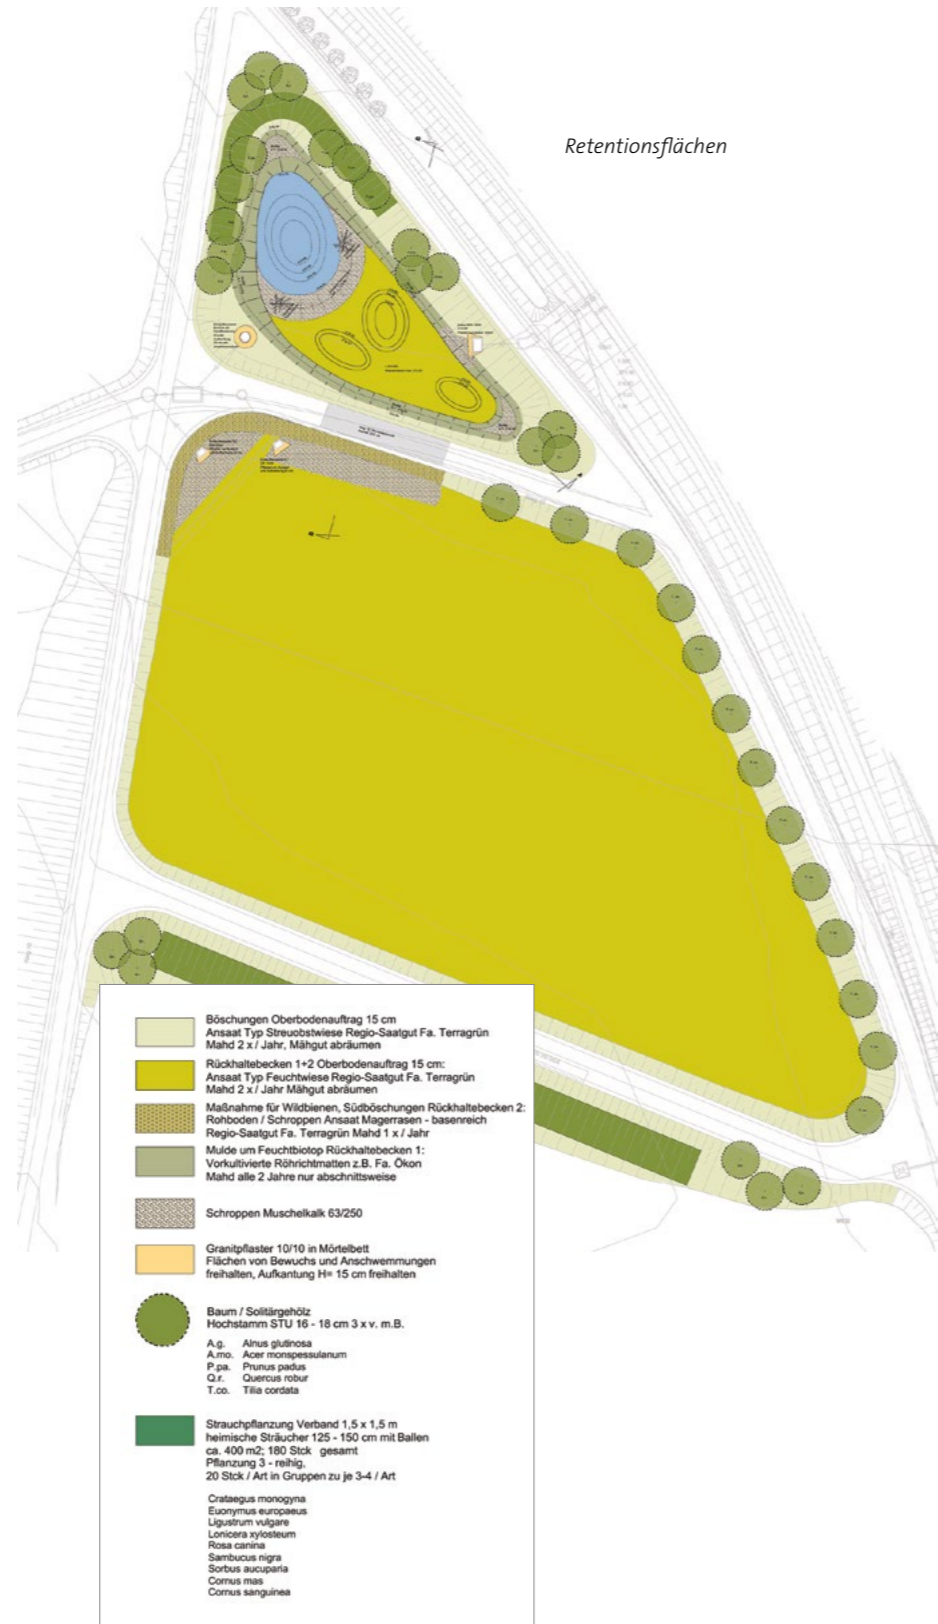 Retentionsflächen
Böschungen Oberbodenauftrag 15 cm
Ansaat Typ Streuobstwiese Regio-Saatgut Fa. Terragrün
Mahd 2 x / Jahr, Mähgut abräumen
Rückhaltebecken 1+2 Oberbodenauftrag 15 cm:
Ansaat Typ Feuchtwiese Regio-Saatgut Fa. Terragrün
Mahd 2 x / Jahr Mähgut abräumen
Maßnahme für Wildbienen, Südböschungen Rückhaltebecken 2:
Rohboden / Schroppen Ansaat Magerrasen - basenreich
Regio-Saatgut Fa. Terragrün Mahd 1 x / Jahr
Mulde um Feuchtbiotop Rückhaltebecken 1:
Vorkultivierte Röhrichtmatten z.B. Fa. Ökon
Mahd alle 2 Jahre nur abschnittsweise
Schroppen Muschelkalk 63/250
Granitpflaster 10/10 in Mörtelbett
Flächen von Bewuchs und Anschwemmungen
freihalten, Aufkantung H= 15 cm freihalten
Baum / Solitärgehölz
Hochstamm STU 16 - 18 cm 3 x v. m.B.
A.g. Alnus glutinosa
A.mo. Acer monspessulanum
P.pa. Prunus padus
Q.r. Quercus robur
T.co. Tilia cordata
Strauchpflanzung Verband 1,5 x 1,5 m
heimische Sträucher 125 - 150 cm mit Ballen
ca. 400 m2; 180 Stck gesamt
Pflanzung 3 - reihig,
20 Stck / Art in Gruppen zu je 3-4 / Art
Crataegus monogyna
Euonymus europaeus
Ligustrum vulgare
Lonicera xylosteum
Rosa canina
Sambucus nigra
Sorbus aucuparia
Cornus mas
Cornus sanguinea